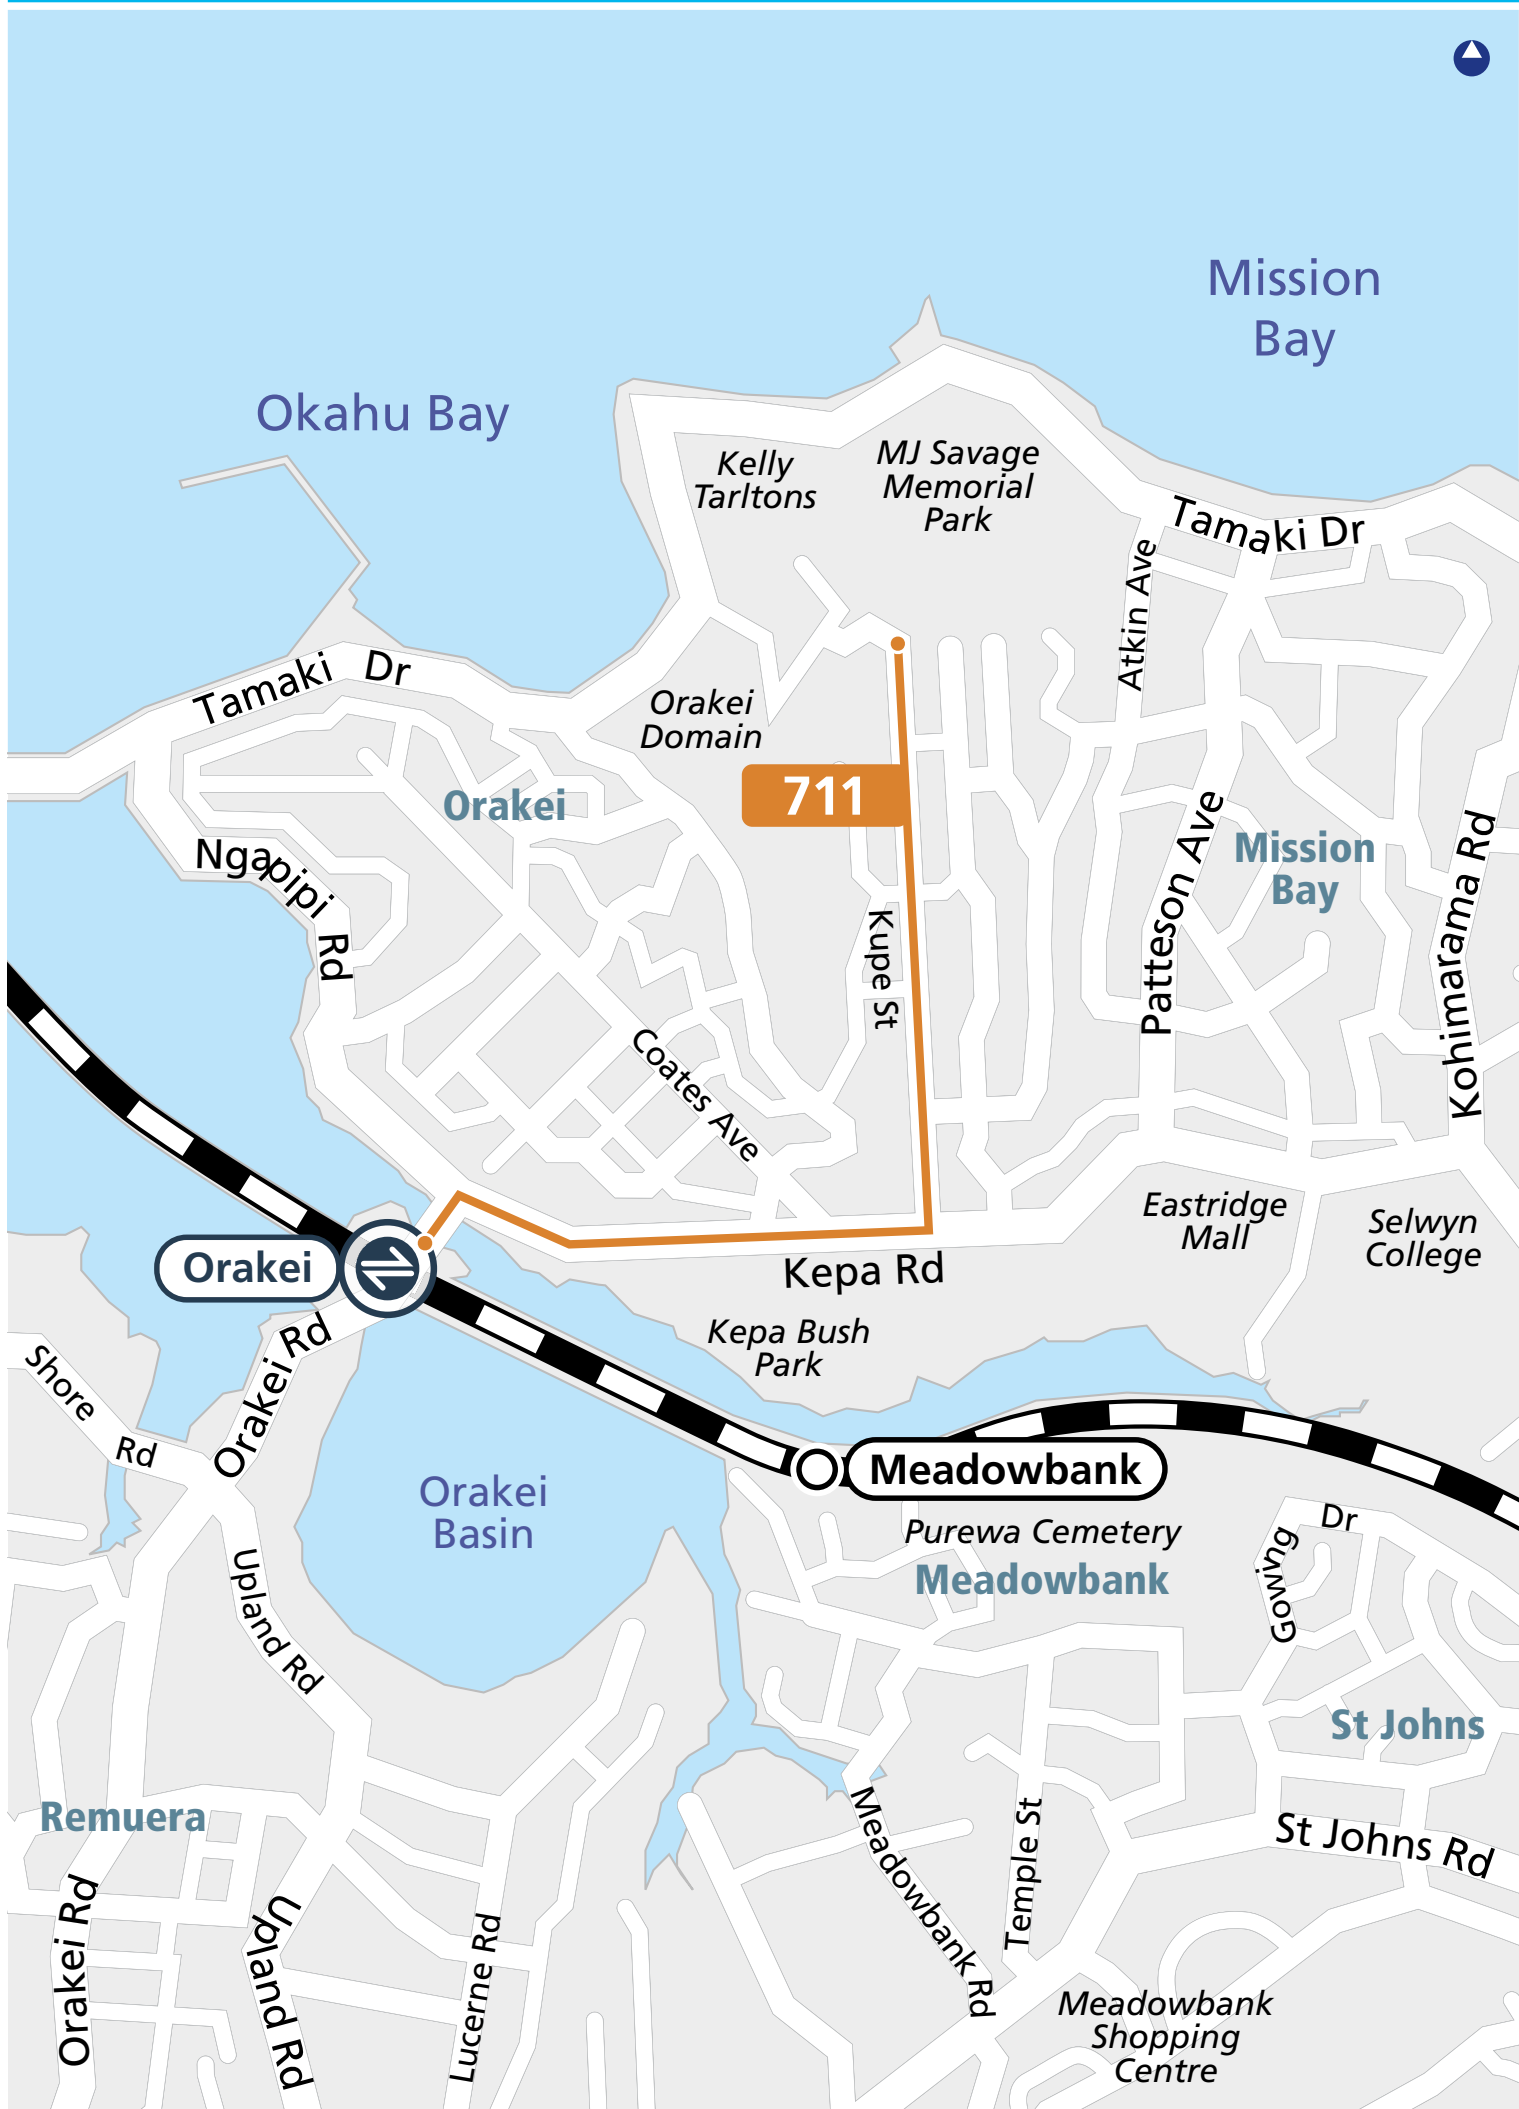 Mission
Bay
Okahu Bay
Kelly
Tarltons
MJ Savage
Memorial
Park
Tamaki Dr
Atkin Ave
Tamaki Dr
Orakei
Domain
711
Orakei
Mission
Bay
Patteson Ave
Kohimarama Rd
Ngapipi Rd
Kupe St
Coates Ave
Eastridge
Mall
Selwyn
College
Orakei
Kepa Rd
Kepa Bush
Park
Orakei Rd
Shore Rd
Meadowbank
Orakei
Basin
Purewa Cemetery
Meadowbank
Gowing Dr
Upland Rd
St Johns
Remuera
Meadowbank Rd
Temple St
St Johns Rd
Orakei Rd
Upland Rd
Lucerne Rd
Meadowbank
Shopping
Centre